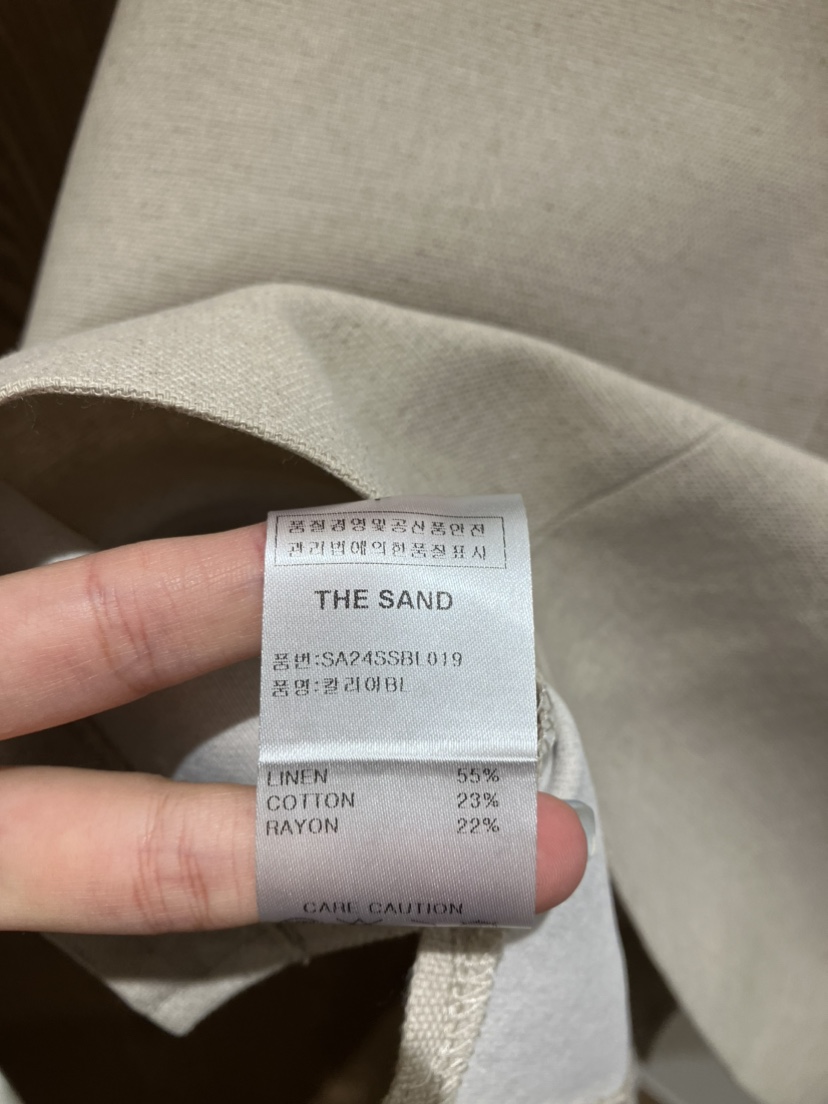 품질경영및공산품안전
관리법에의한품질표시
THE SAND
품번:SA24SSBL019
품명:칼리아BL
LINEN 55%
COTTON 23%
RAYON 22%
CARE CAUTION